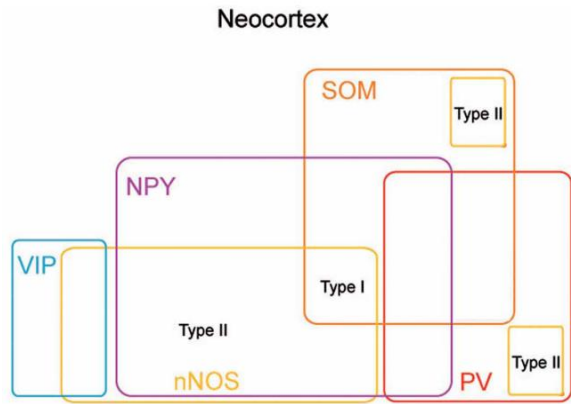 Neocortex
SOM
Type II
NPY
VIP
Type I
Type II
Type II
nNOS
PV